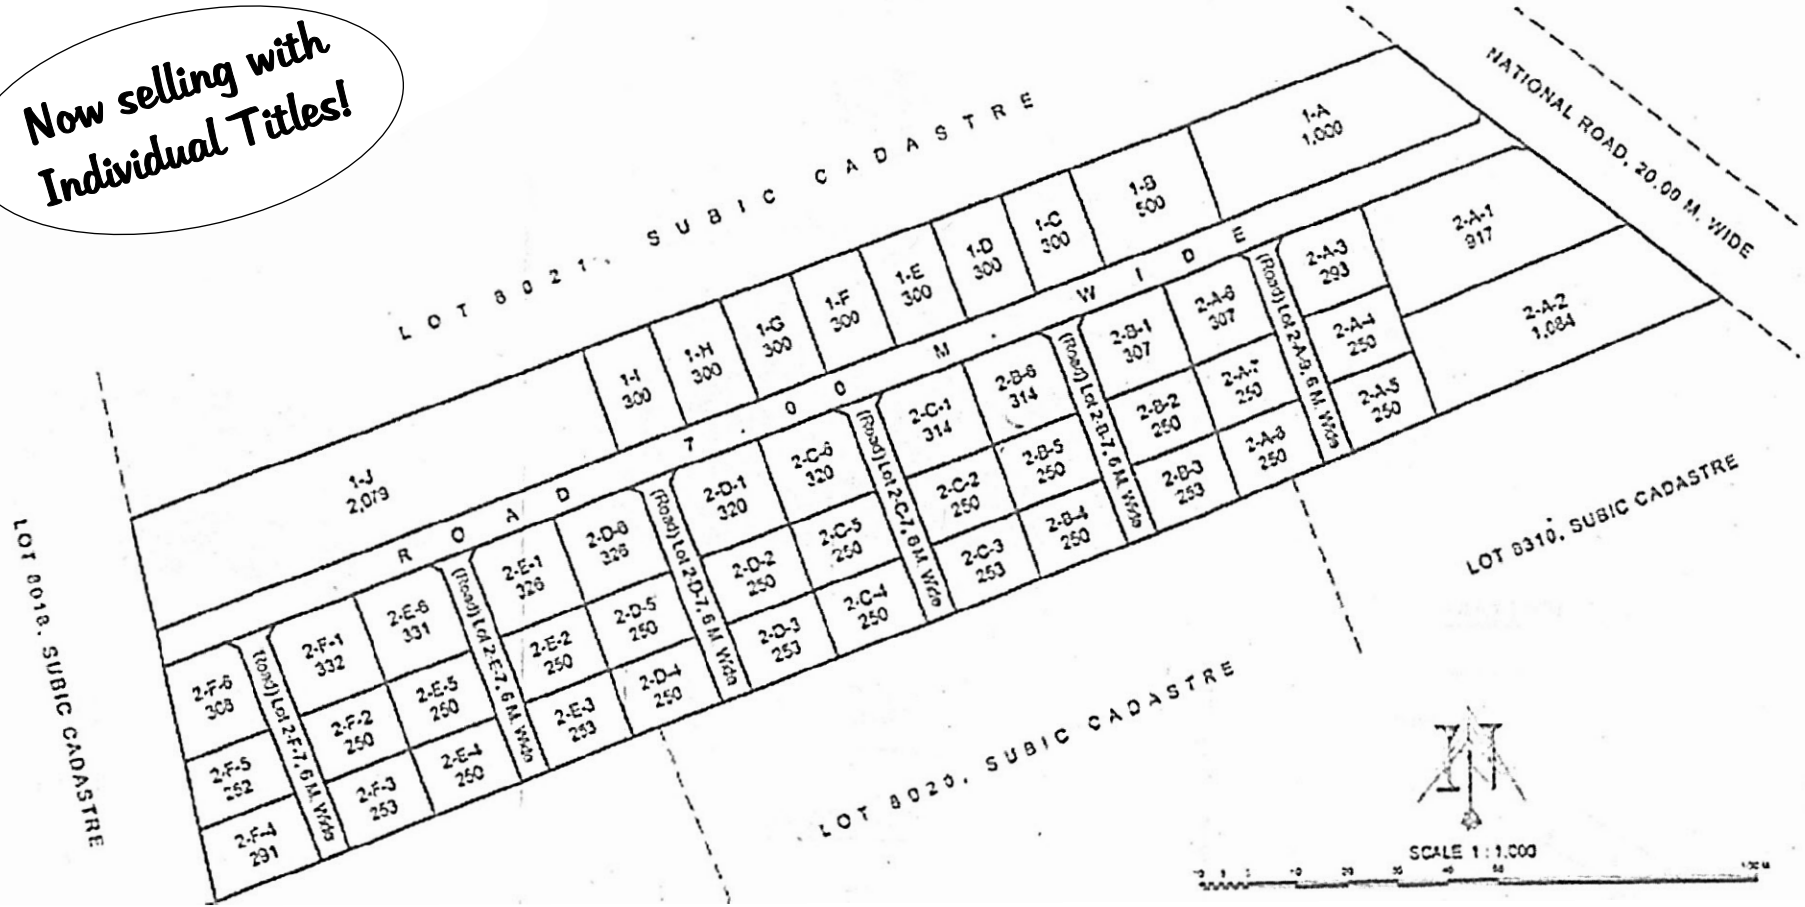 Now selling with
Individual Titles!
LOT 8021, SUBIC CADASTRE
NATIONAL ROAD, 20.00 M. WIDE
1-A
1,000
1-B
500
1-C
300
1-D
300
1-E
300
1-F
300
1-G
300
1-H
300
1-I
300
1-J
2,079
ROAD 7.00 M. WIDE
2-A-1
917
2-A-2
1,084
2-A-3
293
2-A-4
250
2-A-5
250
(Road) Lot 2-A-9, 6 M. Wide
2-A-6
307
2-A-7
250
2-A-8
250
2-B-1
307
2-B-2
250
2-B-3
253
(Road) Lot 2-B-7, 6 M. Wide
2-B-6
314
2-B-5
250
2-B-4
250
2-C-1
314
2-C-2
250
2-C-3
253
(Road) Lot 2-C-7, 6 M. Wide
2-C-6
320
2-C-5
250
2-C-4
250
2-D-1
320
2-D-2
250
2-D-3
253
(Road) Lot 2-D-7, 6 M Wide
2-D-6
326
2-D-5
250
2-D-4
250
2-E-1
326
2-E-2
250
2-E-3
253
(Road) Lot 2-E-7, 6 M. Wide
2-E-6
331
2-E-5
250
2-E-4
250
2-F-1
332
2-F-2
250
2-F-3
253
(Road) Lot 2-F-7, 6 M. Wide
2-F-6
308
2-F-5
252
2-F-4
291
LOT 8018, SUBIC CADASTRE
LOT 8020, SUBIC CADASTRE
LOT 8310, SUBIC CADASTRE
SCALE 1 : 1,000